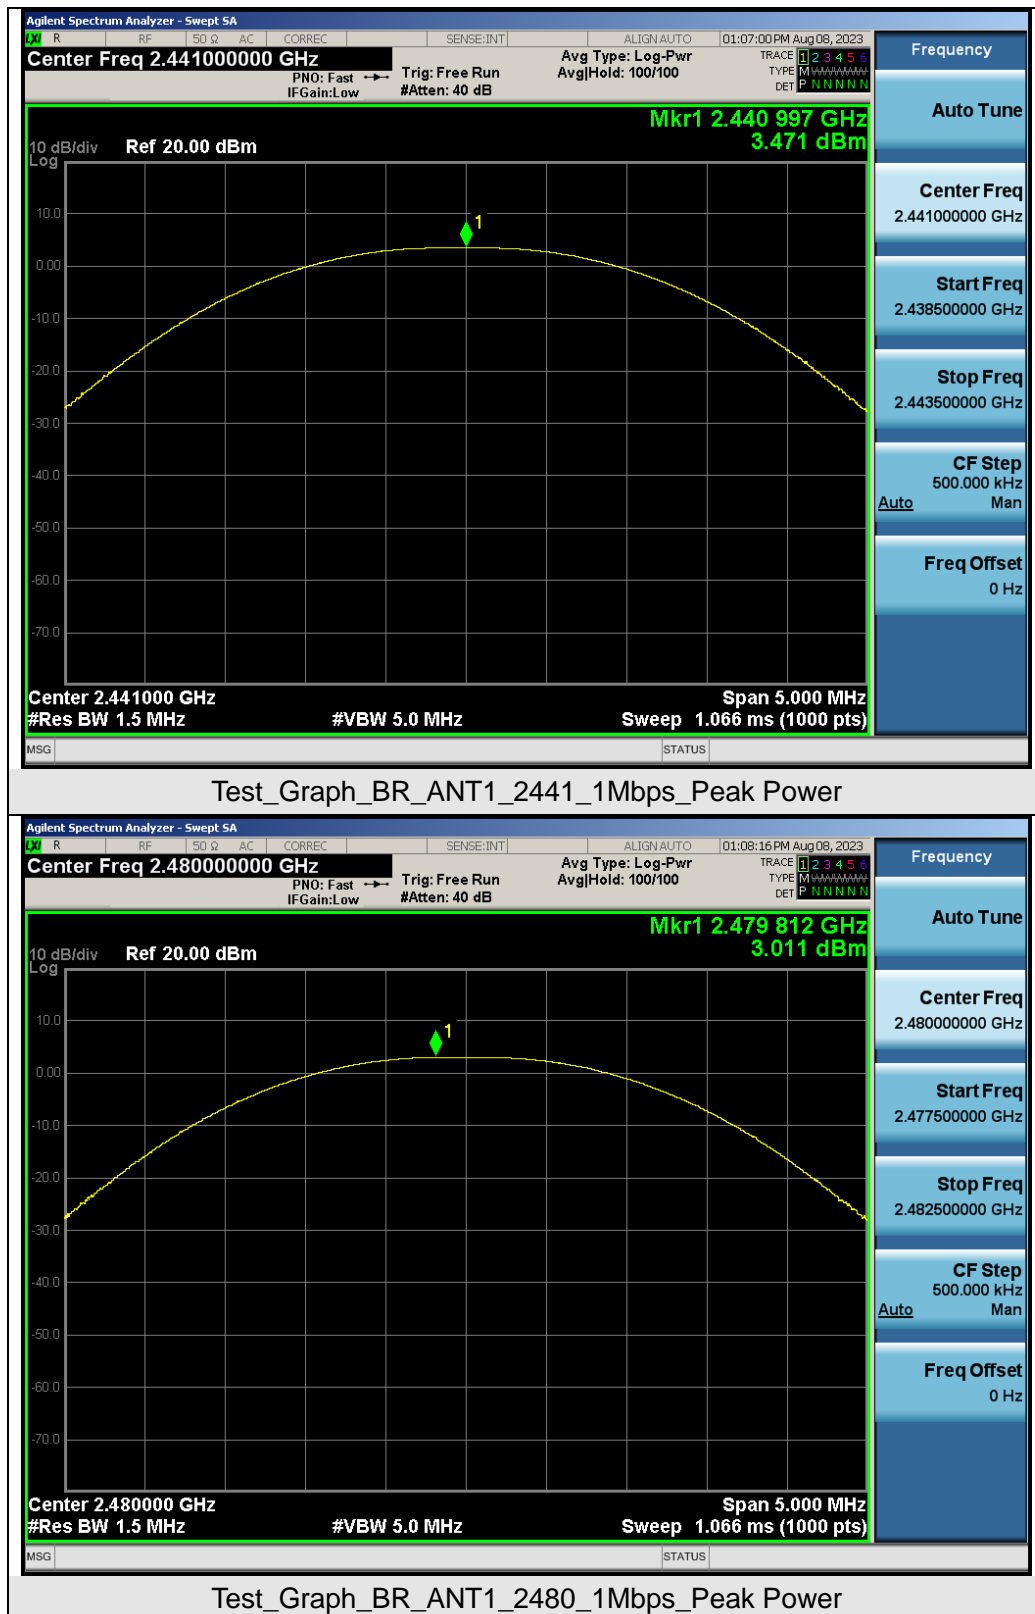 Agilent Spectrum Analyzer - Swept SA
LXI R RF 50 Ω AC CORREC SENSE:INT ALIGN AUTO 01:07:00 PM Aug 08, 2023
Center Freq 2.441000000 GHz
PNO: Fast
IFGain:Low
Trig: Free Run
#Atten: 40 dB
Avg Type: Log-Pwr
Avg|Hold: 100/100
TRACE 1 2 3 4 5 6
TYPE M W W W W W
DET P N N N N N
Mkr1 2.440 997 GHz
3.471 dBm
10 dB/div Ref 20.00 dBm
Log
1
10.0
0.00
-10.0
-20.0
-30.0
-40.0
-50.0
-60.0
-70.0
Center 2.441000 GHz Span 5.000 MHz
#Res BW 1.5 MHz #VBW 5.0 MHz Sweep 1.066 ms (1000 pts)
MSG STATUS
Frequency
Auto Tune
Center Freq
2.441000000 GHz
Start Freq
2.438500000 GHz
Stop Freq
2.443500000 GHz
CF Step
500.000 kHz
Auto Man
Freq Offset
0 Hz
Test_Graph_BR_ANT1_2441_1Mbps_Peak Power
Agilent Spectrum Analyzer - Swept SA
LXI R RF 50 Ω AC CORREC SENSE:INT ALIGN AUTO 01:08:16 PM Aug 08, 2023
Center Freq 2.480000000 GHz
PNO: Fast
IFGain:Low
Trig: Free Run
#Atten: 40 dB
Avg Type: Log-Pwr
Avg|Hold: 100/100
TRACE 1 2 3 4 5 6
TYPE M W W W W W
DET P N N N N N
Mkr1 2.479 812 GHz
3.011 dBm
10 dB/div Ref 20.00 dBm
Log
1
10.0
0.00
-10.0
-20.0
-30.0
-40.0
-50.0
-60.0
-70.0
Center 2.480000 GHz Span 5.000 MHz
#Res BW 1.5 MHz #VBW 5.0 MHz Sweep 1.066 ms (1000 pts)
MSG STATUS
Frequency
Auto Tune
Center Freq
2.480000000 GHz
Start Freq
2.477500000 GHz
Stop Freq
2.482500000 GHz
CF Step
500.000 kHz
Auto Man
Freq Offset
0 Hz
Test_Graph_BR_ANT1_2480_1Mbps_Peak Power